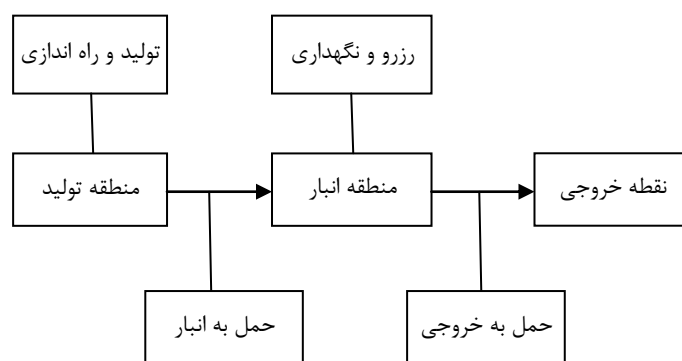 تولید و راه اندازی
رزرو و نگهداری
منطقه تولید
منطقه انبار
نقطه خروجی
حمل به انبار
حمل به خروجی